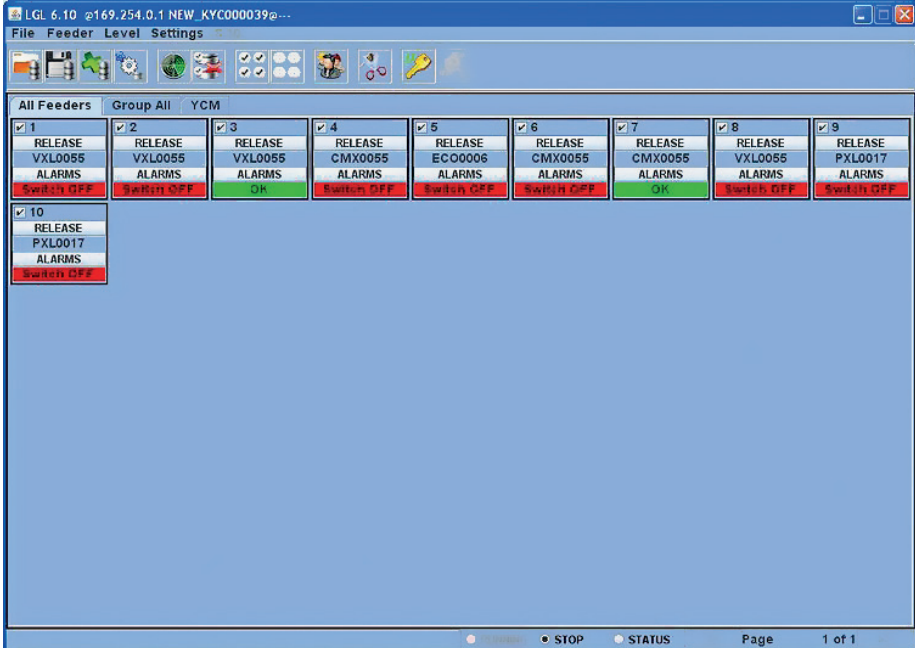 LGL 6.10 @169.254.0.1 NEW_KYC000039@---
File Feeder Level Settings
All Feeders Group All YCM
1 2 3 4 5 6 7 8 9
RELEASE RELEASE RELEASE RELEASE RELEASE RELEASE RELEASE RELEASE RELEASE
VXL0055 VXL0055 VXL0055 CMX0055 ECO0006 CMX0055 CMX0055 VXL0055 PXL0017
ALARMS ALARMS ALARMS ALARMS ALARMS ALARMS ALARMS ALARMS ALARMS
Switch OFF Switch OFF OK Switch OFF Switch OFF Switch OFF OK Switch OFF Switch OFF
10
RELEASE
PXL0017
ALARMS
Switch OFF
STOP STATUS Page 1 of 1